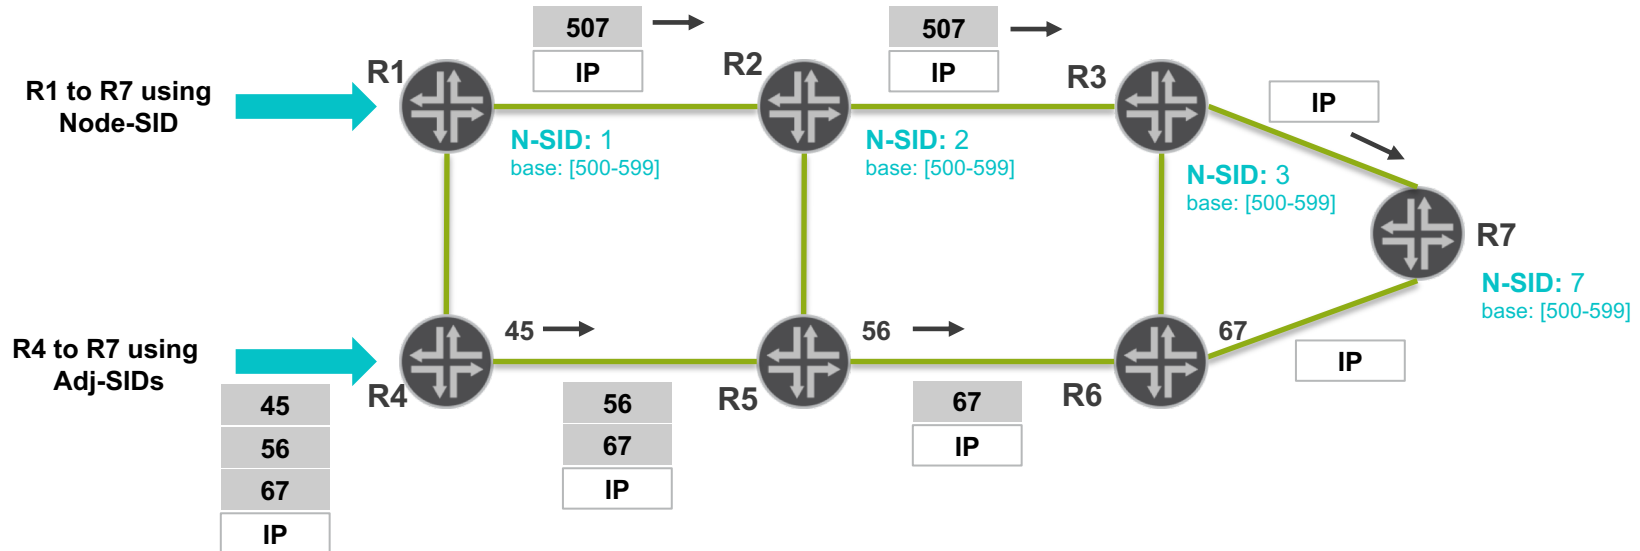 507
507
IP
IP
R1
R2
R3
R1 to R7 using
Node-SID
IP
N-SID: 1
base: [500-599]
N-SID: 2
base: [500-599]
N-SID: 3
base: [500-599]
R7
N-SID: 7
base: [500-599]
45
56
67
R4 to R7 using
Adj-SIDs
IP
R4
R5
R6
45
56
67
IP
56
67
IP
67
IP